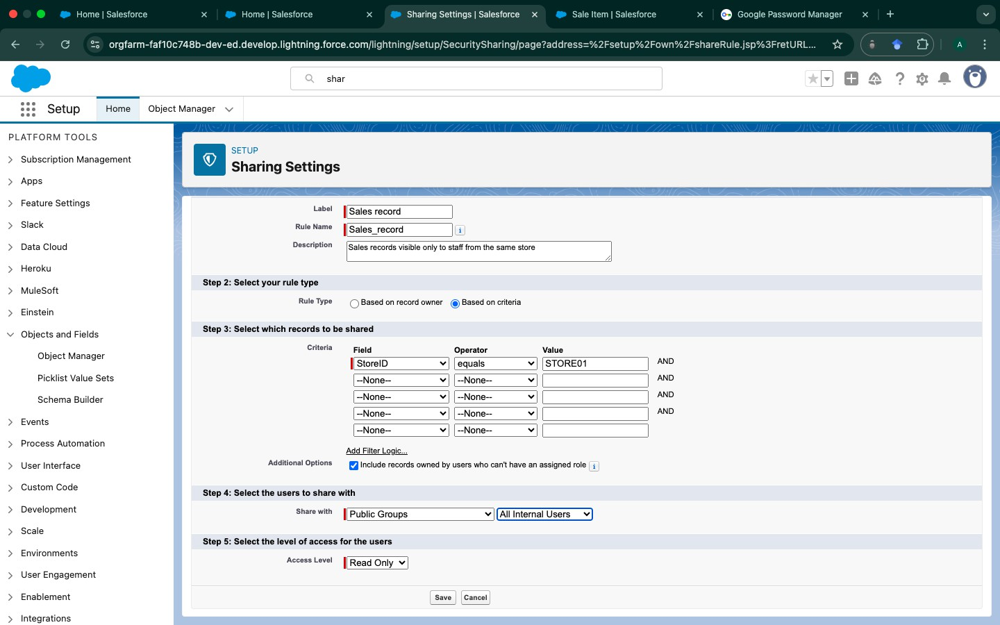 Home | Salesforce
Home | Salesforce
Sharing Settings | Salesforce
Sale Item | Salesforce
Google Password Manager
orgfarm-faf10c748b-dev-ed.develop.lightning.force.com/lightning/setup/SecuritySharing/page?address=%2Fsetup%2Fown%2FshareRule.jsp%3FretURL...
A
shar
Setup
Home
Object Manager
PLATFORM TOOLS
Subscription Management
Apps
Feature Settings
Slack
Data Cloud
Heroku
MuleSoft
Einstein
Objects and Fields
Object Manager
Picklist Value Sets
Schema Builder
Events
Process Automation
User Interface
Custom Code
Development
Scale
Environments
User Engagement
Enablement
Integrations
SETUP
Sharing Settings
Label Sales record
Rule Name Sales_record
Description Sales records visible only to staff from the same store
Step 2: Select your rule type
Rule Type Based on record owner Based on criteria
Step 3: Select which records to be shared
Criteria Field Operator Value
StoreID equals STORE01 AND
--None-- --None-- AND
--None-- --None-- AND
--None-- --None-- AND
--None-- --None--
Add Filter Logic...
Additional Options Include records owned by users who can't have an assigned role
Step 4: Select the users to share with
Share with Public Groups All Internal Users
Step 5: Select the level of access for the users
Access Level Read Only
Save Cancel